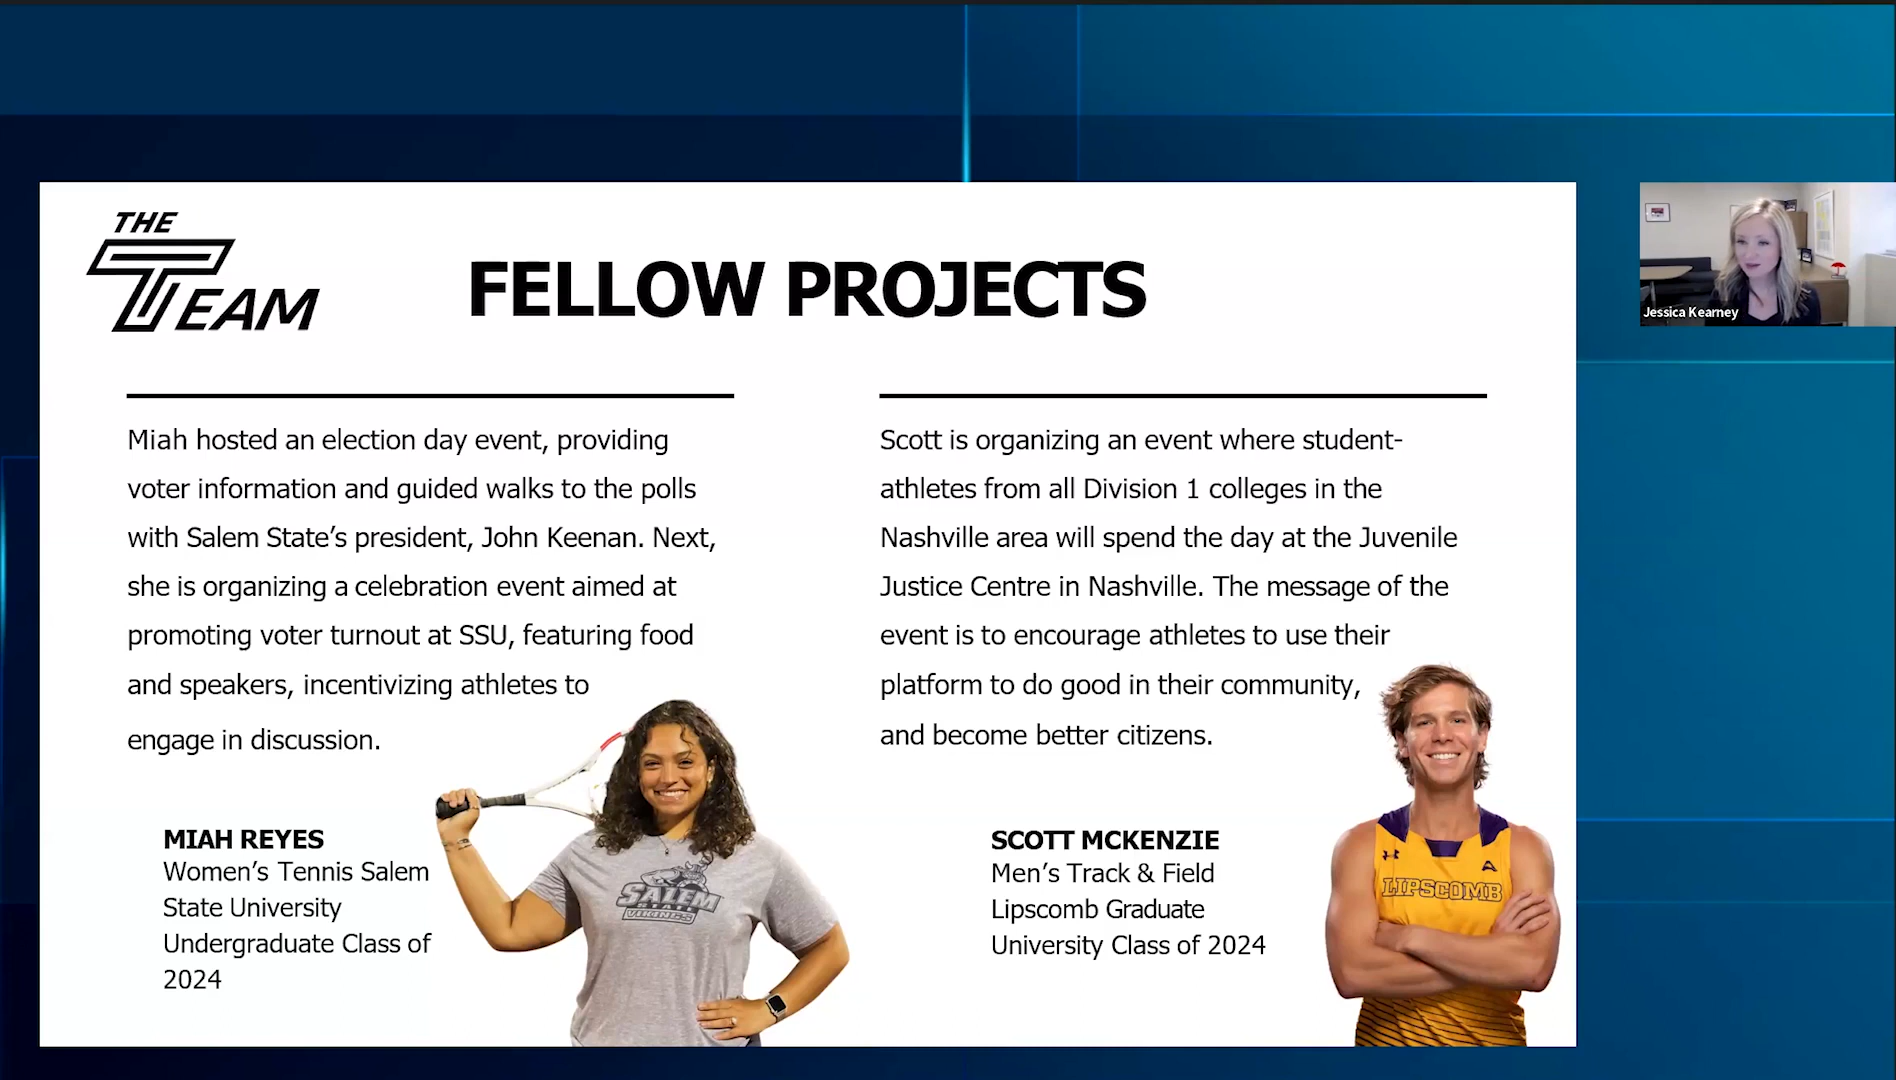 THE
TEAM
FELLOW PROJECTS
Jessica Kearney
Miah hosted an election day event, providing
voter information and guided walks to the polls
with Salem State’s president, John Keenan. Next,
she is organizing a celebration event aimed at
promoting voter turnout at SSU, featuring food
and speakers, incentivizing athletes to
engage in discussion.
MIAH REYES
Women’s Tennis Salem
State University
Undergraduate Class of
2024
SALEM
STATE
VIKINGS
Scott is organizing an event where student-
athletes from all Division 1 colleges in the
Nashville area will spend the day at the Juvenile
Justice Centre in Nashville. The message of the
event is to encourage athletes to use their
platform to do good in their community,
and become better citizens.
SCOTT MCKENZIE
Men’s Track & Field
Lipscomb Graduate
University Class of 2024
LIPSCOMB